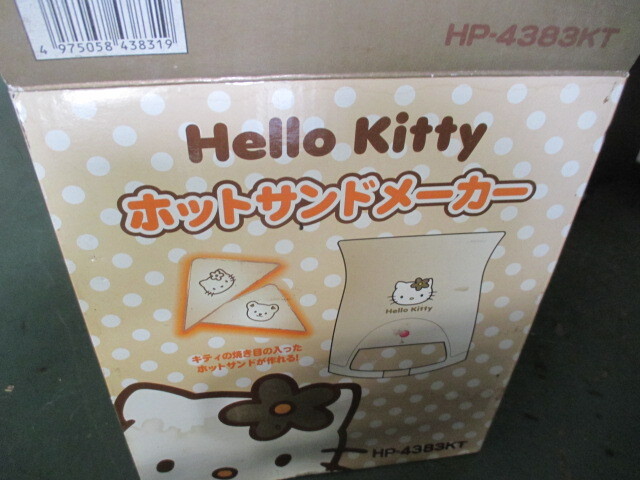 4 975058 438319
HP-4383KT
Hello Kitty
ホットサンドメーカー
Hello Kitty
キティの焼き目の入った
ホットサンドが作れる!
HP-4383KT